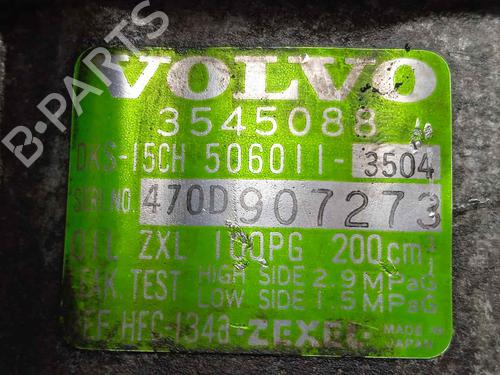 VOLVO
3545088
DKS-15CH 506011-3504
SERI NO. 470D907273
OIL ZXL 100PG 200cm³
LEAK TEST HIGH SIDE 2.9 MPaG
LOW SIDE 1.5 MPaG
REF HFC-134a ZEXEL MADE IN JAPAN
B-PARTS